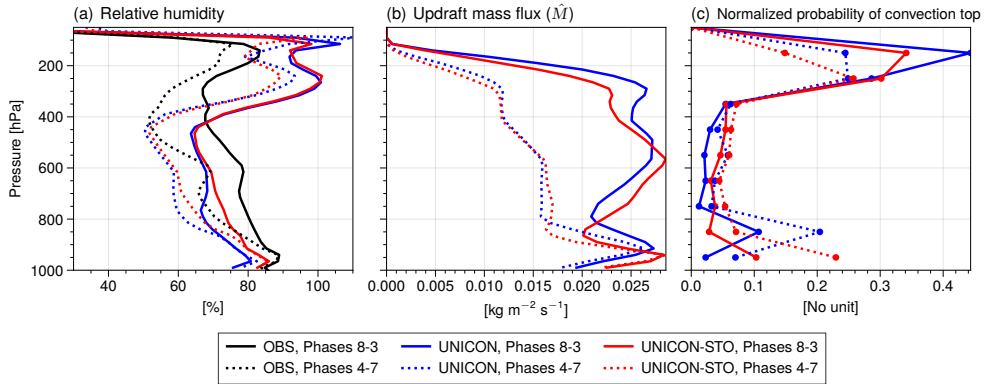 (a) Relative humidity
(b) Updraft mass flux (M̂)
(c) Normalized probability of convection top
Pressure [hPa]
200
400
600
800
1000
40
60
80
100
[%]
0.000
0.005
0.010
0.015
0.020
0.025
[kg m⁻² s⁻¹]
0.0
0.1
0.2
0.3
0.4
[No unit]
OBS, Phases 8-3
UNICON, Phases 8-3
UNICON-STO, Phases 8-3
OBS, Phases 4-7
UNICON, Phases 4-7
UNICON-STO, Phases 4-7